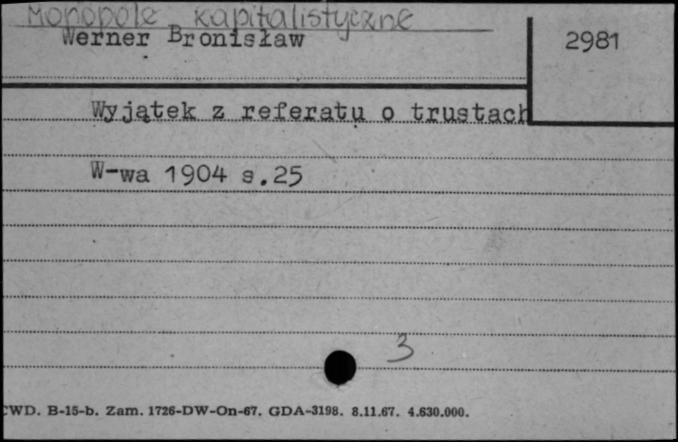 Monopole kapitalistyczne
Werner Bronisław
2981
Wyjątek z referatu o trustach
W-wa 1904 s.25
3
CWD. B-15-b. Zam. 1726-DW-On-67. GDA-3198. 8.11.67. 4.630.000.